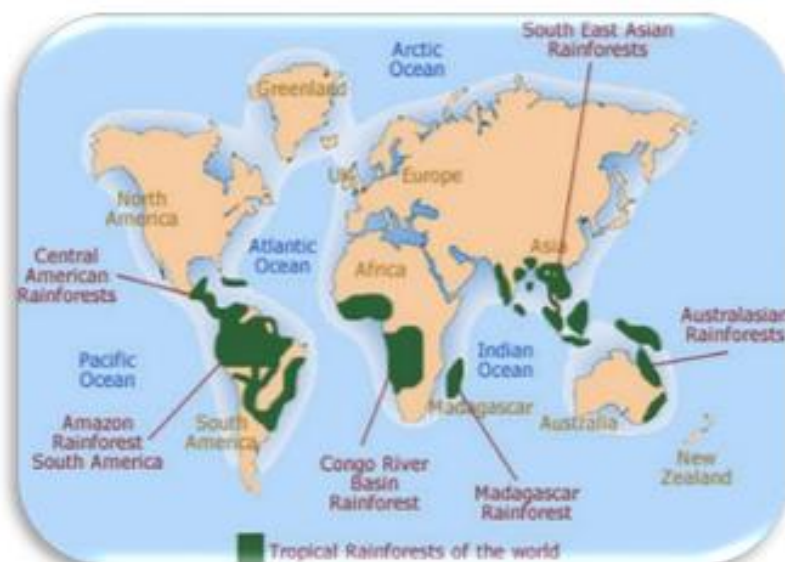 South East Asian
Rainforests
Arctic
Ocean
Greenland
UK
Europe
North
America
Atlantic
Ocean
Asia
Central
American
Rainforests
Africa
Australasian
Rainforests
Pacific
Ocean
Indian
Ocean
Amazon
Rainforest
South America
South
America
Madagascar
Australia
Congo River
Basin
Rainforest
Madagascar
Rainforest
New
Zealand
Tropical Rainforests of the world